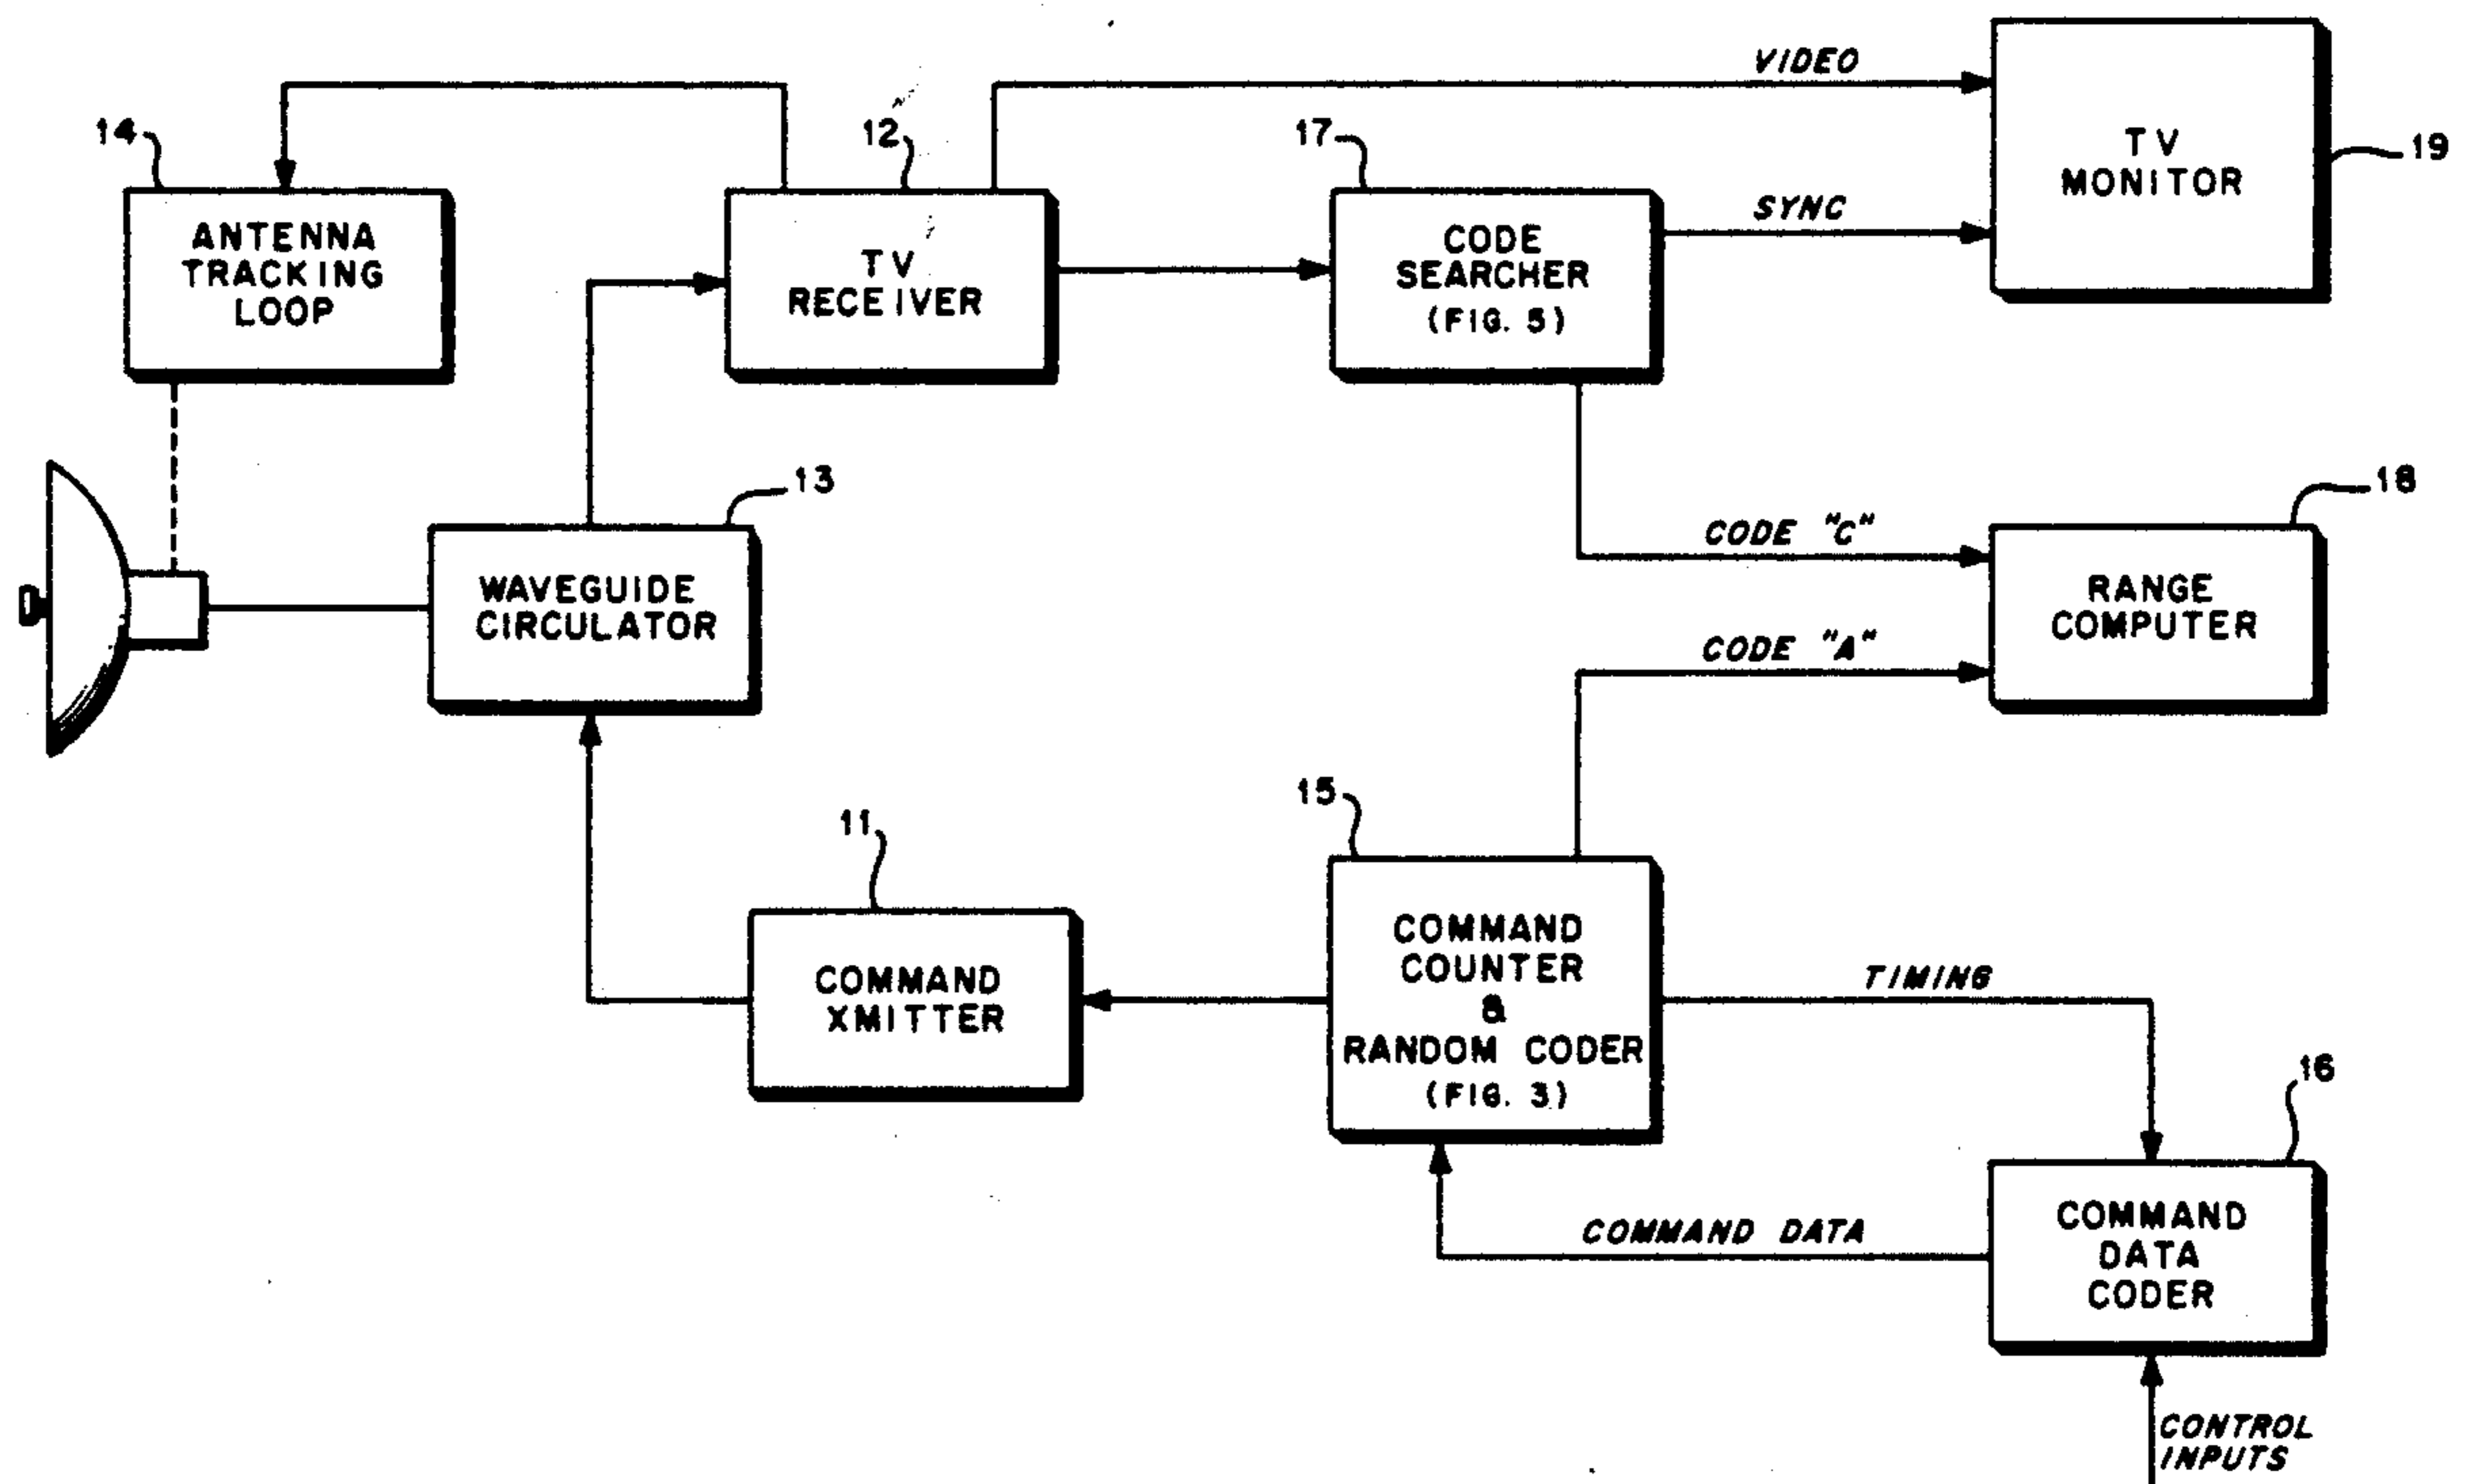 VIDEO
14
12
17
TV
MONITOR
19
ANTENNA
TRACKING
LOOP
TV
RECEIVER
CODE
SEARCHER
(FIG. 5)
SYNC
13
18
WAVEGUIDE
CIRCULATOR
CODE "C"
RANGE
COMPUTER
CODE "A"
11
15
COMMAND
XMITTER
COMMAND
COUNTER
&
RANDOM CODER
(FIG. 3)
TIMING
16
COMMAND DATA
COMMAND
DATA
CODER
CONTROL
INPUTS